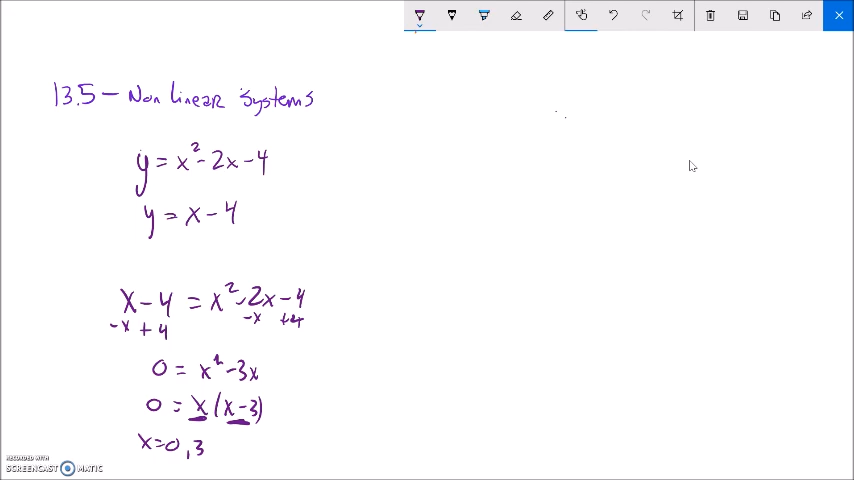 13.5 — Non linear Systems
y = x² - 2x - 4
y = x - 4
x - 4 = x² - 2x - 4
-x + 4 -x +4
0 = x² - 3x
0 = x(x - 3)
x = 0, 3
RECORDED WITH
SCREENCAST MATIC